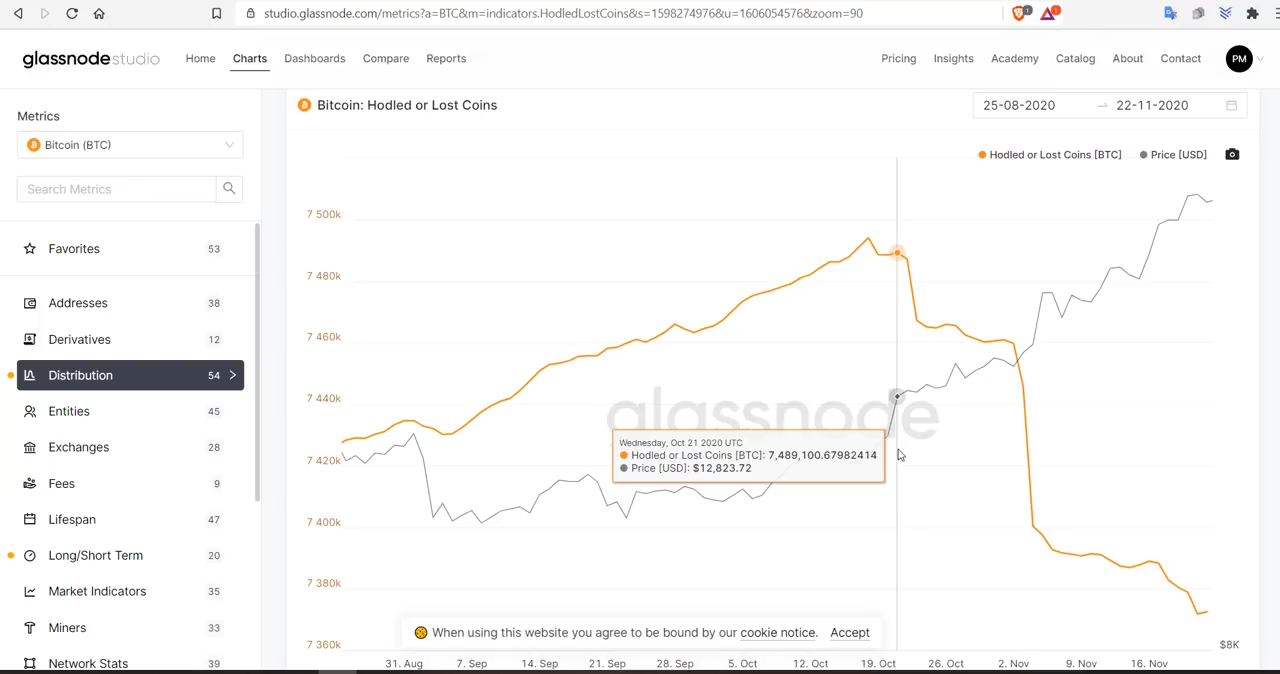 studio.glassnode.com/metrics?a=BTC&m=indicators.HodledLostCoins&s=1598274976&u=1606054576&zoom=90
1
1
glassnodestudio
Home
Charts
Dashboards
Compare
Reports
Pricing
Insights
Academy
Catalog
About
Contact
PM
Metrics
Bitcoin (BTC)
Search Metrics
Favorites 53
Addresses 38
Derivatives 12
Distribution 54
Entities 45
Exchanges 28
Fees 9
Lifespan 47
Long/Short Term 20
Market Indicators 35
Miners 33
Network Stats 39
Bitcoin: Hodled or Lost Coins
25-08-2020 → 22-11-2020
Hodled or Lost Coins [BTC]
Price [USD]
7 500k
7 480k
7 460k
7 440k
7 420k
7 400k
7 380k
7 360k
$8K
glassnode
Wednesday, Oct 21 2020 UTC
Hodled or Lost Coins [BTC]: 7,489,100.67982414
Price [USD]: $12,823.72
When using this website you agree to be bound by our cookie notice. Accept
31. Aug
7. Sep
14. Sep
21. Sep
28. Sep
5. Oct
12. Oct
19. Oct
26. Oct
2. Nov
9. Nov
16. Nov